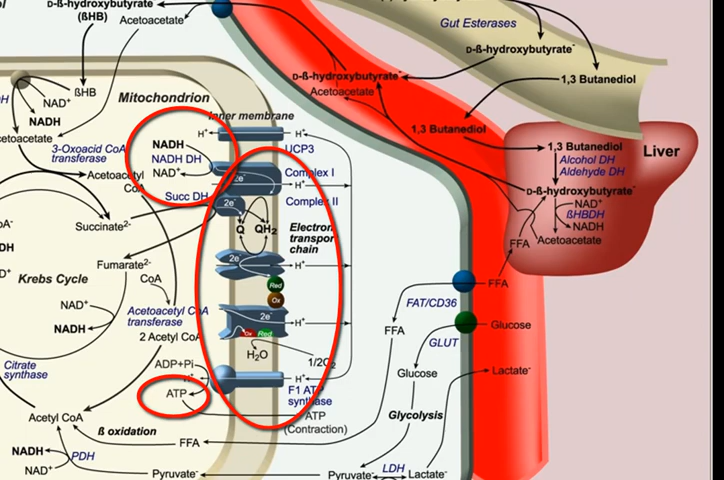 D-ß-hydroxybutyrate
(ßHB)
Acetoacetate
Gut Esterases
D-ß-hydroxybutyrate-
1,3 Butanediol
D-ß-hydroxybutyrate-
Acetoacetate
ßHB
NAD+
NADH
Mitochondrion
Inner membrane
1,3 Butanediol
1,3 Butanediol
Liver
Alcohol DH
Aldehyde DH
D-ß-hydroxybutyrate-
NAD+
ßHBDH
NADH
Acetoacetate
FFA
3-Oxoacid CoA
transferase
Acetoacetyl
CoA
NADH
NADH DH
NAD+
H+
H+
UCP3
Complex I
2e-
H+
Succ DH
Complex II
2e-
Q
QH2
Electron
transpor
chain
Succinate2-
Fumarate2-
2e-
H+
Krebs Cycle
CoA
Red
Ox
NAD+
NADH
Acetoacetyl CoA
transferase
2 Acetyl CoA
2e-
H+
Ox
Red
H2O
1/2O2
Citrate
synthase
ADP+Pi
H+
ATP
H+
F1 ATP
synthase
ATP
(Contraction)
FAT/CD36
FFA
FFA
GLUT
Glucose
Glucose
Lactate-
Glycolysis
Acetyl CoA
ß oxidation
FFA
NADH
NAD+
PDH
Pyruvate-
Pyruvate-
LDH
Lactate-